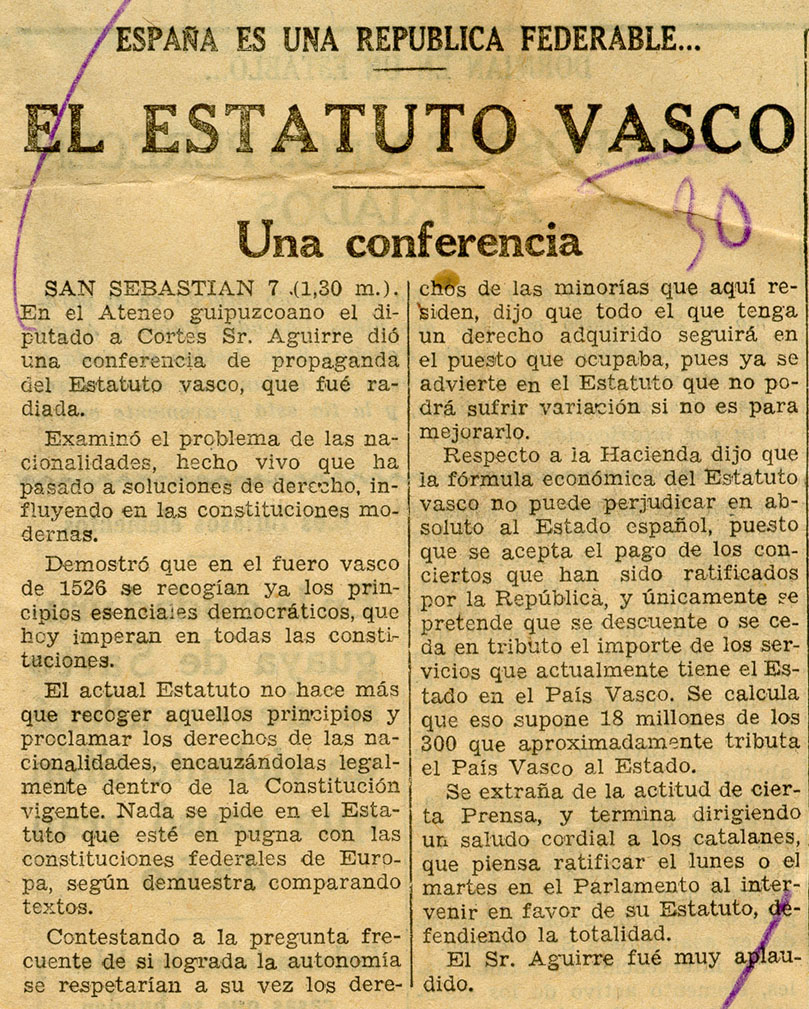 ESPAÑA ES UNA REPUBLICA FEDERABLE...
EL ESTATUTO VASCO
30
Una conferencia
SAN SEBASTIAN 7 (1,30 m.).
En el Ateneo guipuzcoano el di-
putado a Cortes Sr. Aguirre dió
una conferencia de propaganda
del Estatuto vasco, que fué ra-
diada.
Examinó el problema de las na-
cionalidades, hecho vivo que ha
pasado a soluciones de derecho, in-
fluyendo en las constituciones mo-
dernas.
Demostró que en el fuero vasco
de 1526 se recogían ya los prin-
cipios esenciales democráticos, que
hoy imperan en todas las consti-
tuciones.
El actual Estatuto no hace más
que recoger aquellos principios y
proclamar los derechos de las na-
cionalidades, encauzándolas legal-
mente dentro de la Constitución
vigente. Nada se pide en el Esta-
tuto que esté en pugna con las
constituciones federales de Euro-
pa, según demuestra comparando
textos.
Contestando a la pregunta fre-
cuente de si lograda la autonomía
se respetarían a su vez los dere-
chos de las minorías que aquí re-
siden, dijo que todo el que tenga
un derecho adquirido seguirá en
el puesto que ocupaba, pues ya se
advierte en el Estatuto que no po-
drá sufrir variación si no es para
mejorarlo.
Respecto a la Hacienda dijo que
la fórmula económica del Estatuto
vasco no puede perjudicar en ab-
soluto al Estado español, puesto
que se acepta el pago de los con-
ciertos que han sido ratificados
por la República, y únicamente se
pretende que se descuente o se ce-
da en tributo el importe de los ser-
vicios que actualmente tiene el Es-
tado en el País Vasco. Se calcula
que eso supone 18 millones de los
300 que aproximadamente tributa
el País Vasco al Estado.
Se extraña de la actitud de cier-
ta Prensa, y termina dirigiendo
un saludo cordial a los catalanes,
que piensa ratificar el lunes o el
martes en el Parlamento al inter-
venir en favor de su Estatuto, de-
fendiendo la totalidad.
El Sr. Aguirre fué muy aplau-
dido.